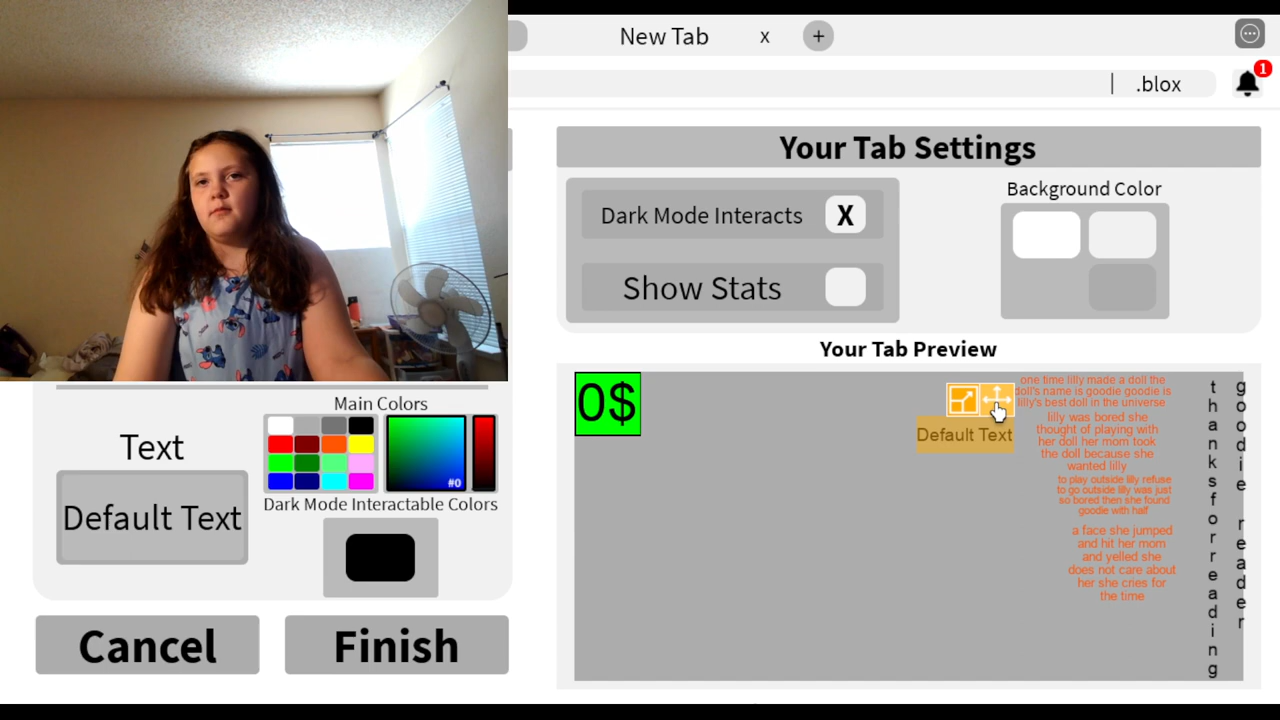 New Tab
x
+
.blox
1
Your Tab Settings
Dark Mode Interacts
X
Show Stats
Background Color
Your Tab Preview
0$
Default Text
one time lilly made a doll the
doll's name is goodie goodie is
lilly's best doll in the universe
lilly was bored she
thought of playing with
her doll her mom took
the doll because she
wanted lilly
to play outside lilly refuse
to go outside lilly was just
so bored then she found
goodie with half
a face she jumped
and hit her mom
and yelled she
does not care about
her she cries for
the time
thanksforreading
goodie reader
Main Colors
Text
Default Text
#0
Dark Mode Interactable Colors
Cancel
Finish